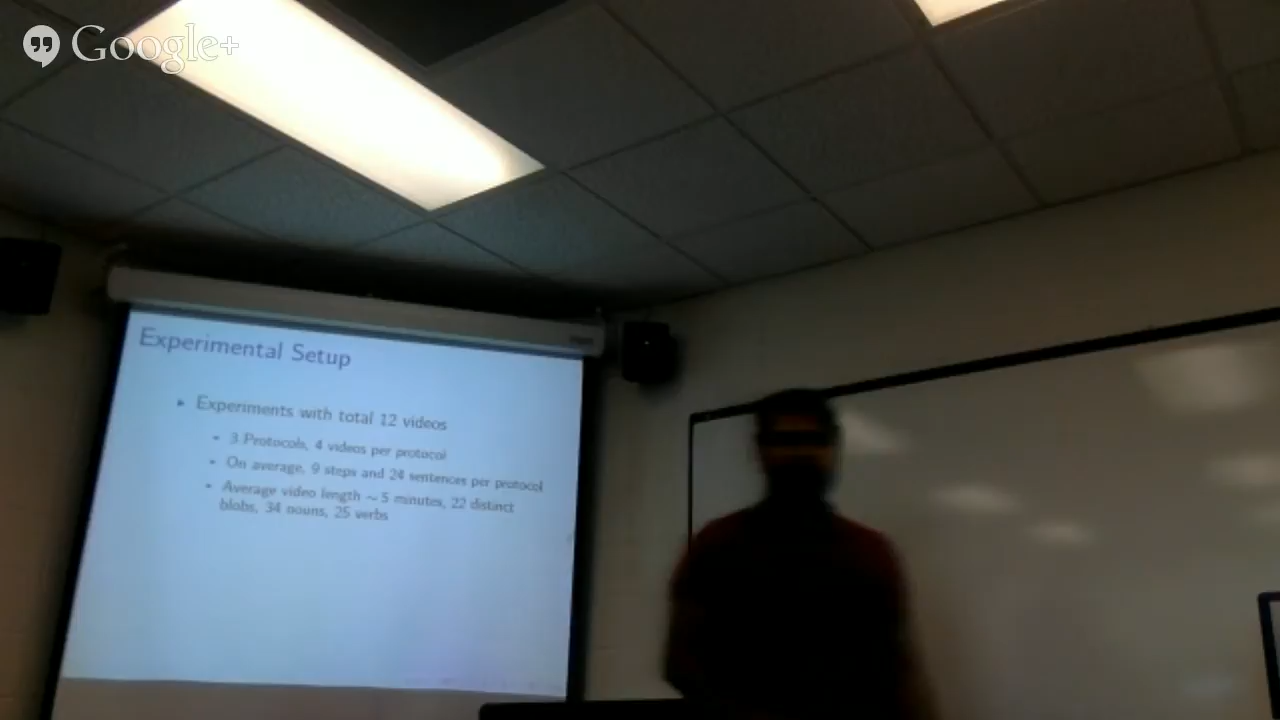 Google+
Experimental Setup
Experiments with total 12 videos
3 Protocols, 4 videos per protocol
On average, 9 steps and 24 sentences per protocol
Average video length ~ 5 minutes, 22 distinct
blobs, 34 nouns, 25 verbs